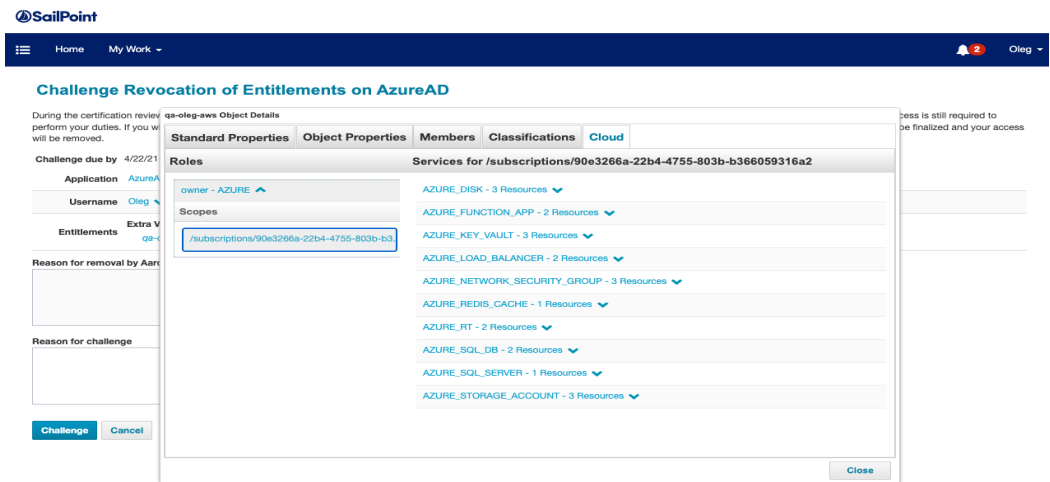 SailPoint
Home My Work
2 Oleg
Challenge Revocation of Entitlements on AzureAD
During the certification review
perform your duties. If you
will be removed.
cess is still required to
be finalized and your access
Challenge due by 4/22/21
Application
Username Oleg
Entitlements Extra
Reason for removal by
Reason for challenge
Challenge Cancel
qa-oleg-aws Object Details
Standard Properties Object Properties Members Classifications Cloud
Roles Services for /subscriptions/90e3266a-22b4-4755-803b-b366059316a2
owner - AZURE
Scopes
/subscriptions/90e3266a-22b4-4755-803b-b3..
AZURE_DISK - 3 Resources
AZURE_FUNCTION_APP - 2 Resources
AZURE_KEY_VAULT - 3 Resources
AZURE_LOAD_BALANCER - 2 Resources
AZURE_NETWORK_SECURITY_GROUP - 3 Resources
AZURE_REDIS_CACHE - 1 Resources
AZURE_RT - 2 Resources
AZURE_SQL_DB - 2 Resources
AZURE_SQL_SERVER - 1 Resources
AZURE_STORAGE_ACCOUNT - 3 Resources
Close